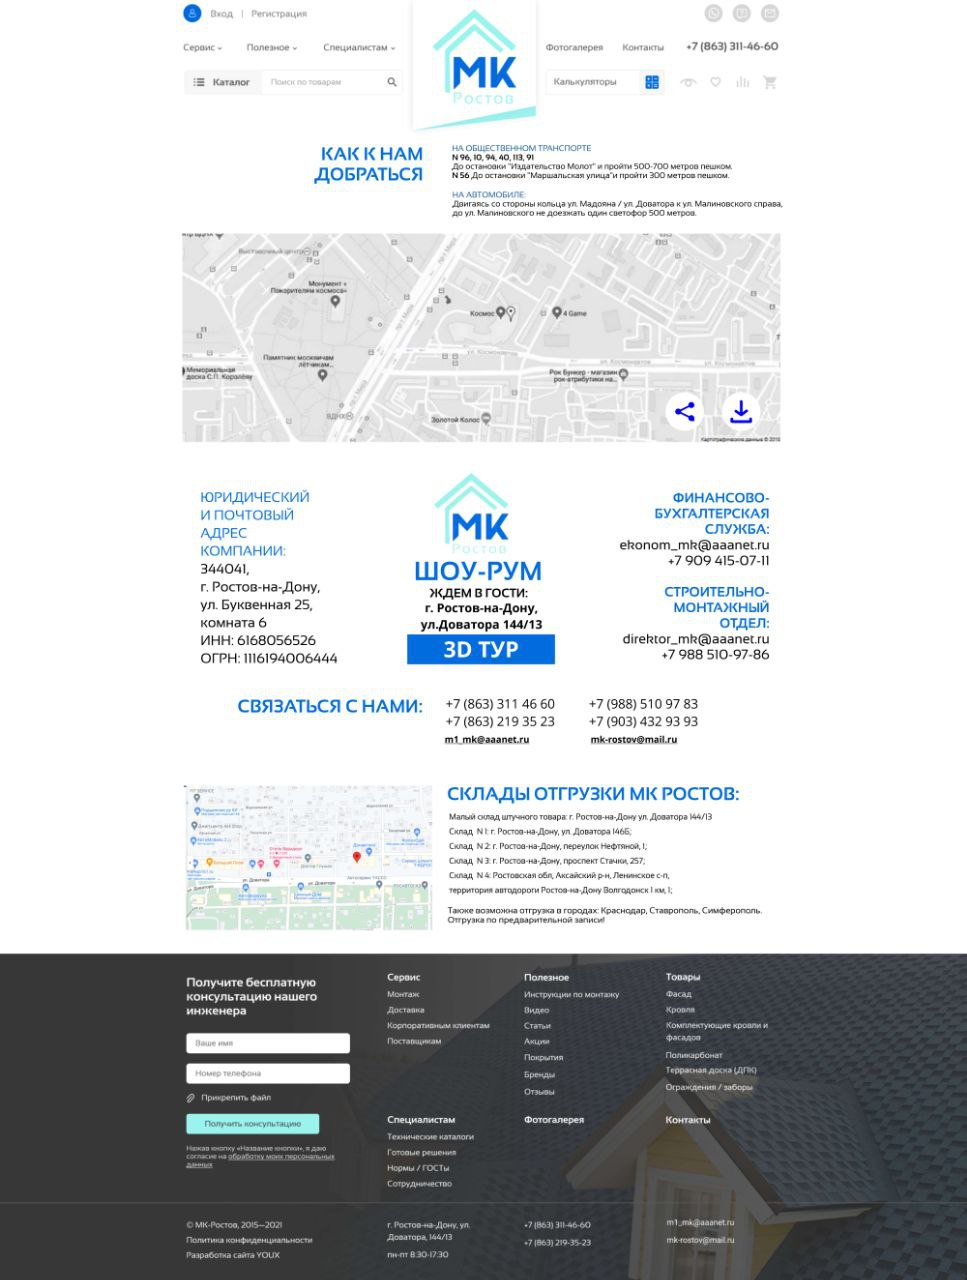 Вход | Регистрация
Сервис Полезное Специалистам
Фотогалерея Контакты +7 (863) 311-46-60
Каталог Поиск по товарам
МК
Ростов
Калькуляторы
КАК К НАМ
ДОБРАТЬСЯ
НА ОБЩЕСТВЕННОМ ТРАНСПОРТЕ
N 96, 10, 94, 40, 113, 91
До остановки "Издательство Молот" и пройти 500-700 метров пешком.
N 56 До остановки "Маршальская улица"и пройти 300 метров пешком.
НА АВТОМОБИЛЕ:
Двигаясь со стороны кольца ул. Мадояна / ул. Доватора к ул. Малиновского справа,
до ул. Малиновского не доезжать один светофор 500 метров.
Выставочный центр
Монумент «
Покорителям космоса»
Космос
4 Game
пр-т Мира
ул. Космонавтов
ул. Космонавтов
Памятник москвичам
лётчикам...
Мемориальная
доска С.П. Королёву
Рок Бункер - магазин
рок-атрибутики на...
ВДНХ
Золотой Колос
Картографические данные © 2015
ЮРИДИЧЕСКИЙ
И ПОЧТОВЫЙ
АДРЕС
КОМПАНИИ:
344041,
г. Ростов-на-Дону,
ул. Буквенная 25,
комната 6
ИНН: 6168056526
ОГРН: 1116194006444
МК
Ростов
ШОУ-РУМ
ЖДЕМ В ГОСТИ:
г. Ростов-на-Дону,
ул.Доватора 144/13
3D ТУР
ФИНАНСОВО-
БУХГАЛТЕРСКАЯ
СЛУЖБА:
ekonom_mk@aaanet.ru
+7 909 415-07-11
СТРОИТЕЛЬНО-
МОНТАЖНЫЙ
ОТДЕЛ:
direktor_mk@aaanet.ru
+7 988 510-97-86
СВЯЗАТЬСЯ С НАМИ:
+7 (863) 311 46 60
+7 (863) 219 35 23
m1_mk@aaanet.ru
+7 (988) 510 97 83
+7 (903) 432 93 93
mk-rostov@mail.ru
ул. Доватора
ул. Доватора
СКЛАДЫ ОТГРУЗКИ МК РОСТОВ:
Малый склад штучного товара: г. Ростов-на-Дону ул. Доватора 144/13
Склад N 1: г. Ростов-на-Дону, ул. Доватора 146Б;
Склад N 2: г. Ростов-на-Дону, переулок Нефтяной, 1;
Склад N 3: г. Ростов-на-Дону, проспект Стачки, 257;
Склад N 4: Ростовская обл, Аксайский р-н, Ленинское с-п,
территория автодороги Ростов-на-Дону Волгодонск 1 км, 1;
Также возможна отгрузка в городах: Краснодар, Ставрополь, Симферополь.
Отгрузка по предварительной записи!
Получите бесплатную
консультацию нашего
инженера
Ваше имя
Номер телефона
Прикрепить файл
Получить консультацию
Нажав кнопку «Название кнопки», я даю
согласие на обработку моих персональных
данных
Сервис
Монтаж
Доставка
Корпоративным клиентам
Поставщикам
Полезное
Инструкции по монтажу
Видео
Статьи
Акции
Покрытия
Бренды
Отзывы
Товары
Фасад
Кровля
Комплектующие кровли и
фасадов
Поликарбонат
Террасная доска (ДПК)
Ограждения / заборы
Специалистам
Технические каталоги
Готовые решения
Нормы / ГОСТы
Сотрудничество
Фотогалерея
Контакты
© МК-Ростов, 2015—2021
Политика конфиденциальности
Разработка сайта YOUX
г. Ростов-на-Дону, ул.
Доватора, 144/13
пн-пт 8:30-17:30
+7 (863) 311-46-60
+7 (863) 219-35-23
m1_mk@aaanet.ru
mk-rostov@mail.ru